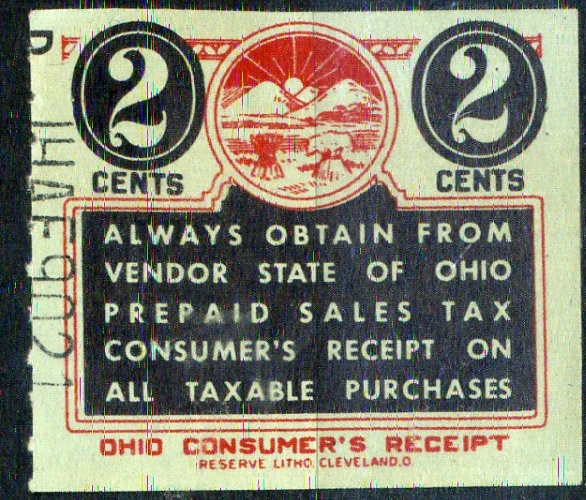 2 2
CENTS CENTS
ALWAYS OBTAIN FROM
VENDOR STATE OF OHIO
PREPAID SALES TAX
CONSUMER'S RECEIPT ON
ALL TAXABLE PURCHASES
OHIO CONSUMER'S RECEIPT
RESERVE LITHO. CLEVELAND.O.